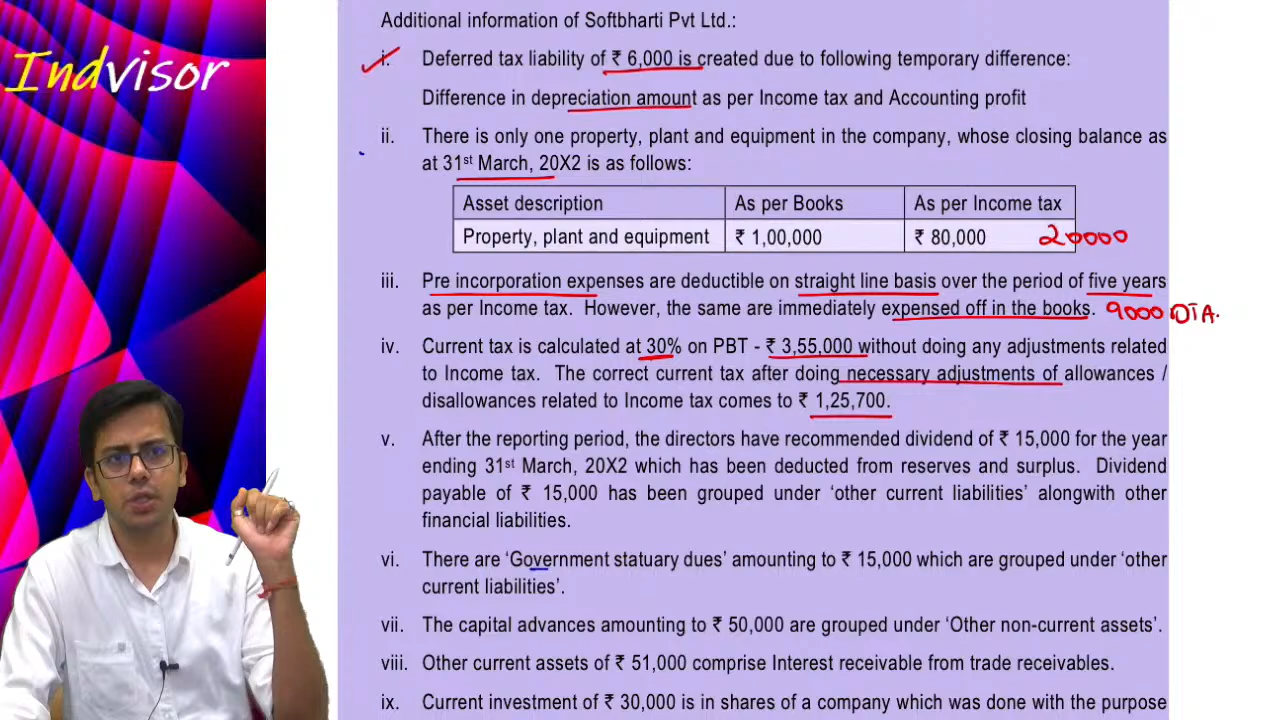 Indvisor
Additional information of Softbharti Pvt Ltd.:
i. Deferred tax liability of ₹ 6,000 is created due to following temporary difference:
Difference in depreciation amount as per Income tax and Accounting profit
ii. There is only one property, plant and equipment in the company, whose closing balance as
at 31st March, 20X2 is as follows:
Asset description As per Books As per Income tax
Property, plant and equipment ₹ 1,00,000 ₹ 80,000 20000
iii. Pre incorporation expenses are deductible on straight line basis over the period of five years
as per Income tax. However, the same are immediately expensed off in the books. 9000 DTA.
iv. Current tax is calculated at 30% on PBT - ₹ 3,55,000 without doing any adjustments related
to Income tax. The correct current tax after doing necessary adjustments of allowances /
disallowances related to Income tax comes to ₹ 1,25,700.
v. After the reporting period, the directors have recommended dividend of ₹ 15,000 for the year
ending 31st March, 20X2 which has been deducted from reserves and surplus. Dividend
payable of ₹ 15,000 has been grouped under 'other current liabilities' alongwith other
financial liabilities.
vi. There are 'Government statuary dues' amounting to ₹ 15,000 which are grouped under 'other
current liabilities'.
vii. The capital advances amounting to ₹ 50,000 are grouped under 'Other non-current assets'.
viii. Other current assets of ₹ 51,000 comprise Interest receivable from trade receivables.
ix. Current investment of ₹ 30,000 is in shares of a company which was done with the purpose